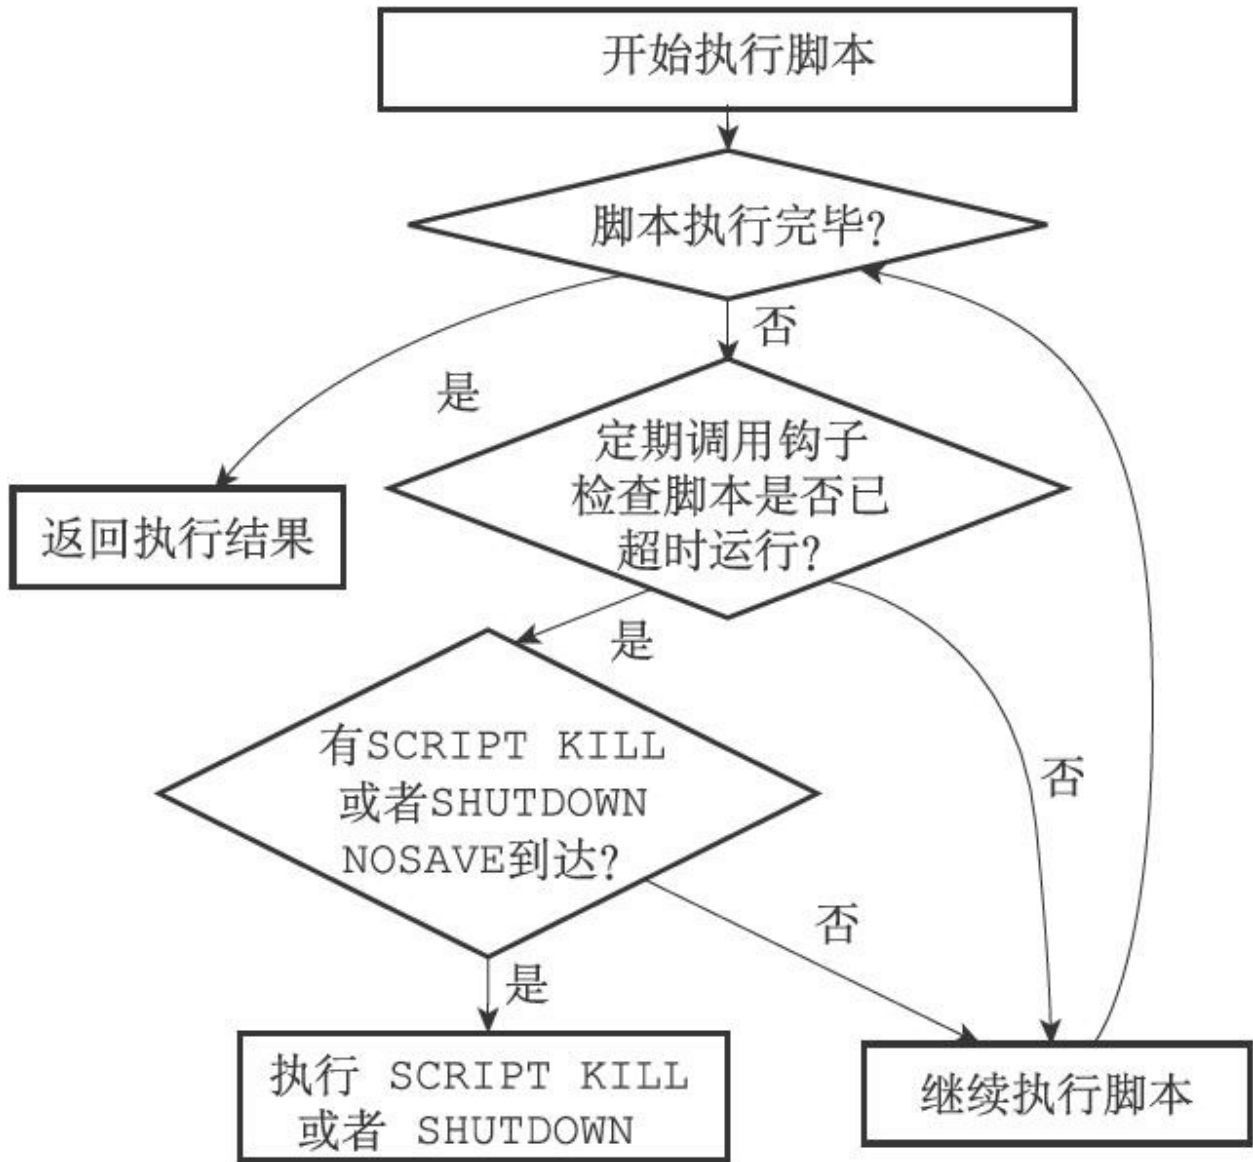 开始执行脚本
脚本执行完毕?
否
是
定期调用钩子
检查脚本是否已
超时运行?
返回执行结果
是
有SCRIPT KILL
或者SHUTDOWN
NOSAVE到达?
否
否
是
执行 SCRIPT KILL
或者 SHUTDOWN
继续执行脚本